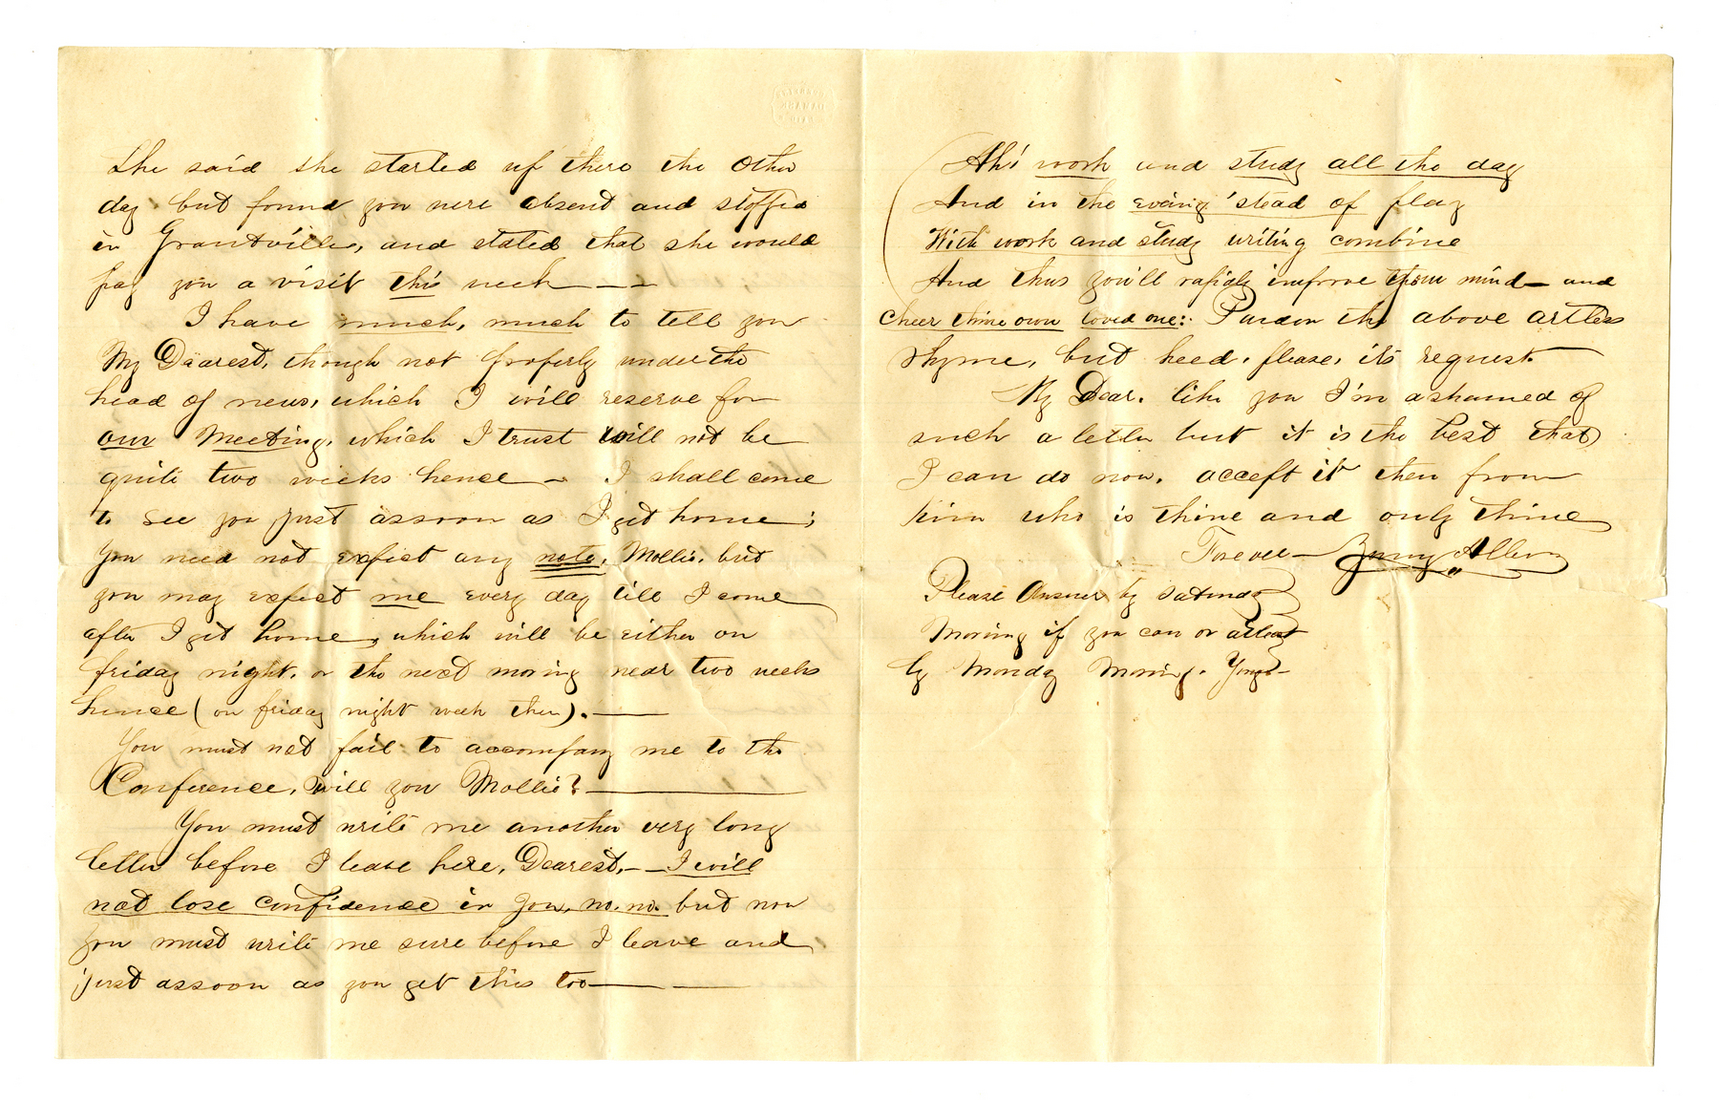 She said she started up there the other
day but found you were absent and stopped
in Grantville, and stated that she would
pay you a visit this week
I have much, much to tell you
My Dearest, though not properly under the
head of news, which I will reserve for
our Meeting, which I trust will not be
quite two weeks hence — I shall come
to see you just assoon as I get home;
You need not expect any note, Mollie, but
you may expect me every day till I come
after I get home, which will be either on
friday night, or the next morning near two weeks
hence (on friday night week then).
You must not fail to accompany me to the
Conference, will you Mollie?
You must write me another very long
letter before I leave here, Dearest, — I will
not lose confidence in you, no, no. but now
you must write me sure before I leave and
just assoon as you get this too
Ah! work and study all the day
And in the evening 'stead of play
With work and study writing combine
And thus you'll rapidly improve your mind — and
cheer thine own loved one: Pardon the above artless
rhyme, but heed, please, its request
My Dear, like you I'm ashamed of
such a letter but it is the best that
I can do now, accept it then from
him who is thine and only thine
Forever —
Please Answer by Saturday
Morning if you can or atleast
by Monday Morning. Yours